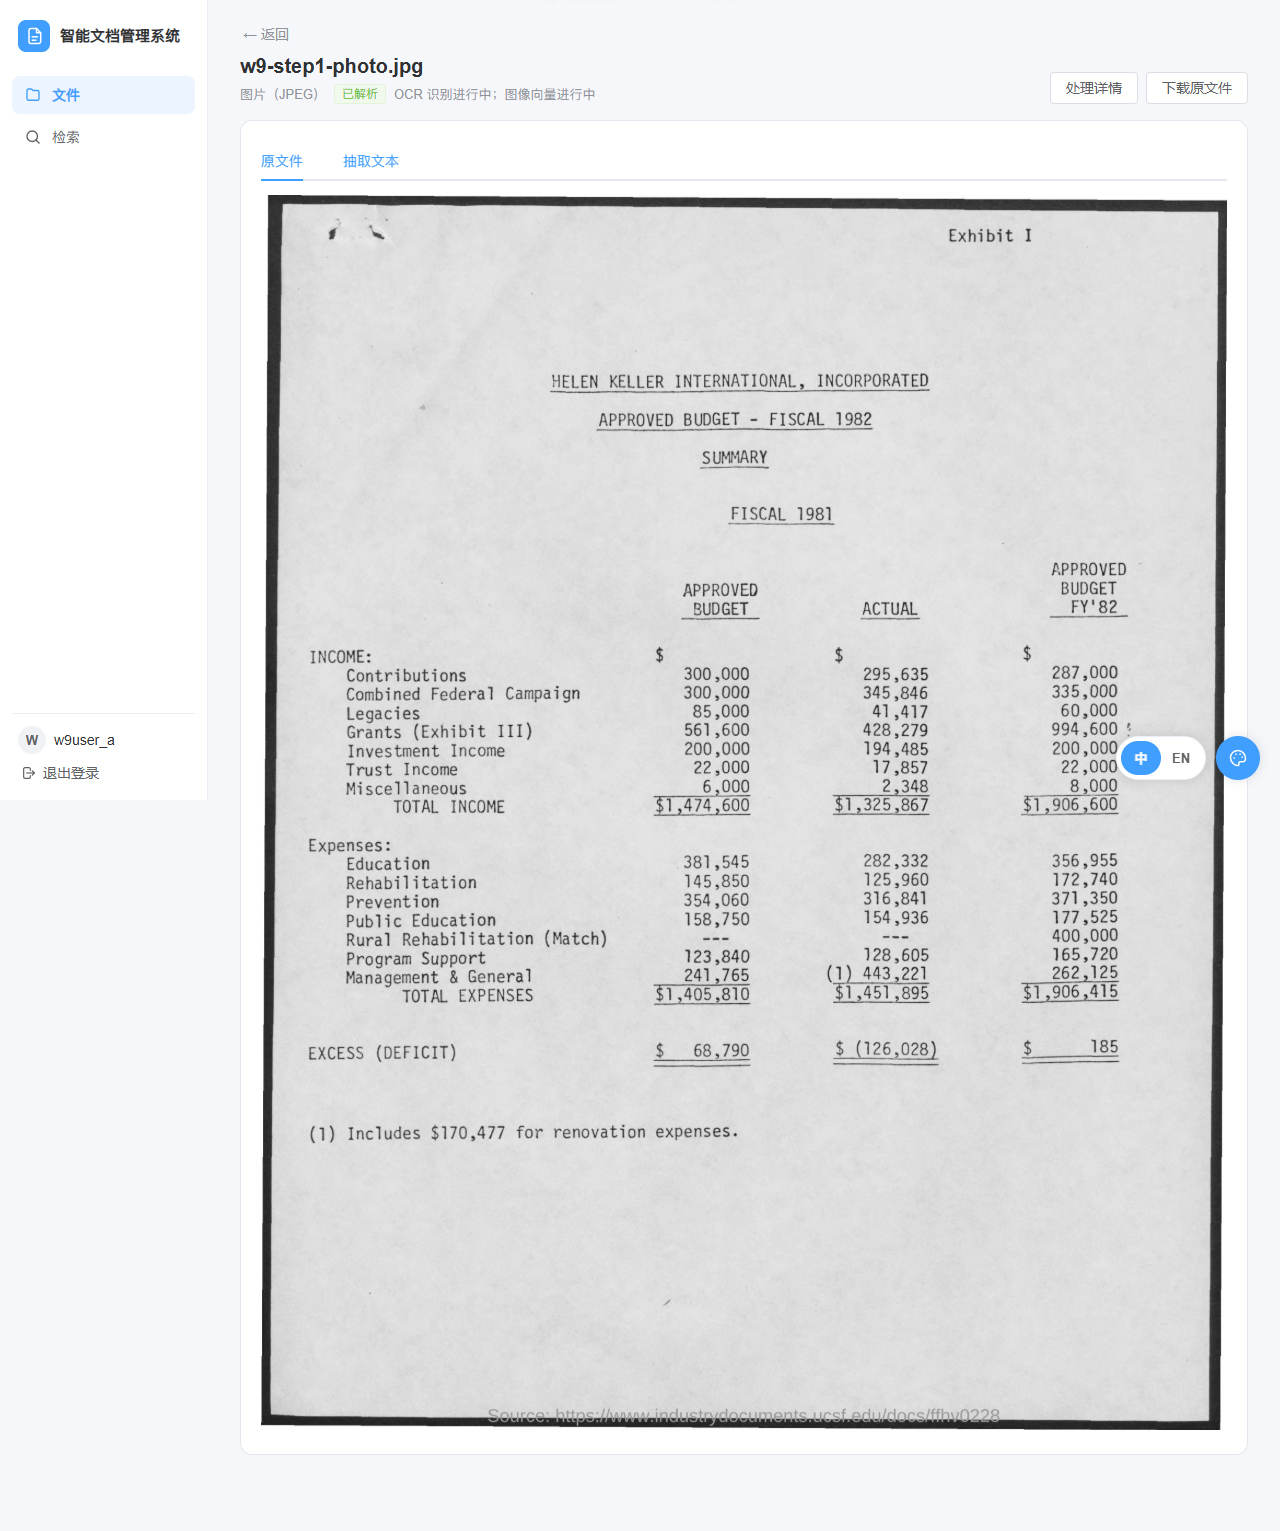 智能文档管理系统
文件
检索
← 返回
w9-step1-photo.jpg
图片（JPEG） 已解析 OCR 识别进行中；图像向量进行中
处理详情 下载原文件
原文件 抽取文本
Exhibit I
HELEN KELLER INTERNATIONAL, INCORPORATED
APPROVED BUDGET - FISCAL 1982
SUMMARY
FISCAL 1981
APPROVED BUDGET ACTUAL APPROVED BUDGET FY'82
INCOME: $ $ $
Contributions 300,000 295,635 287,000
Combined Federal Campaign 300,000 345,846 335,000
Legacies 85,000 41,417 60,000
Grants (Exhibit III) 561,600 428,279 994,600
Investment Income 200,000 194,485 200,000
Trust Income 22,000 17,857 22,000
Miscellaneous 6,000 2,348 8,000
TOTAL INCOME $1,474,600 $1,325,867 $1,906,600
Expenses:
Education 381,545 282,332 356,955
Rehabilitation 145,850 125,960 172,740
Prevention 354,060 316,841 371,350
Public Education 158,750 154,936 177,525
Rural Rehabilitation (Match) --- --- 400,000
Program Support 123,840 128,605 165,720
Management & General 241,765 (1) 443,221 262,125
TOTAL EXPENSES $1,405,810 $1,451,895 $1,906,415
EXCESS (DEFICIT) $ 68,790 $ (126,028) $ 185
(1) Includes $170,477 for renovation expenses.
Source: https://www.industrydocuments.ucsf.edu/docs/ffhv0228
中 EN
W w9user_a
退出登录